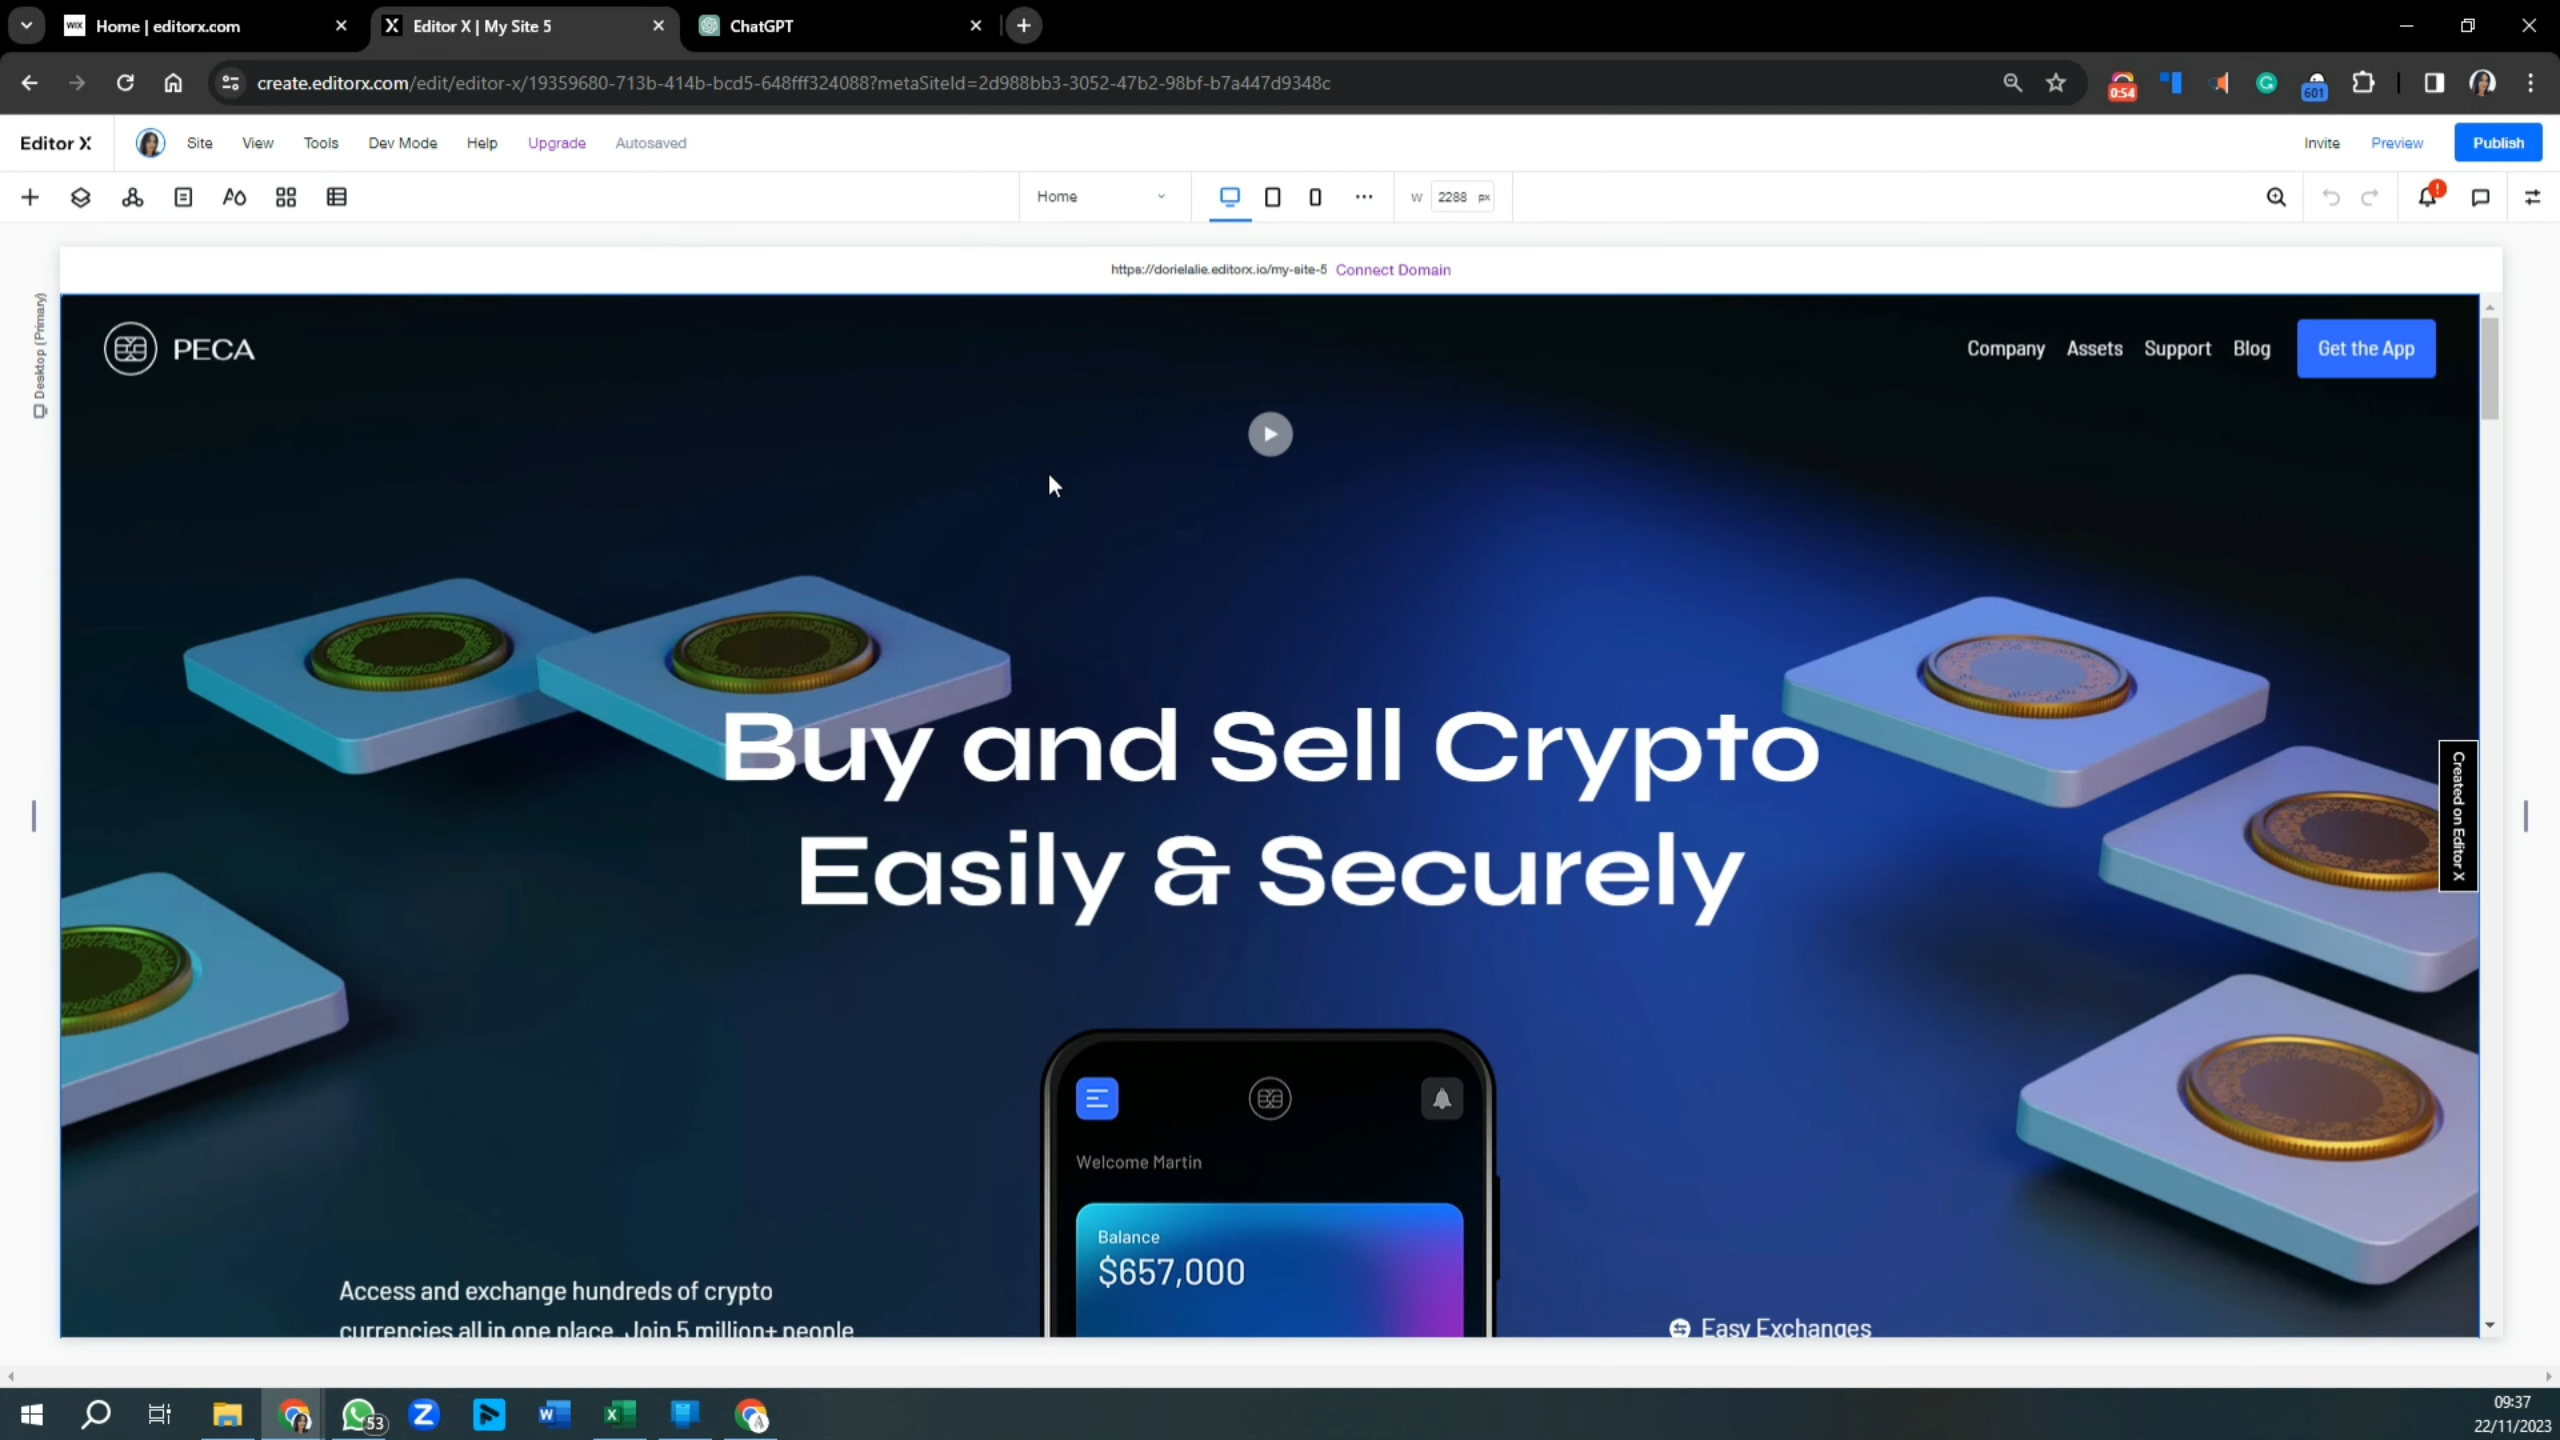 Home | editorx.com
Editor X | My Site 5
ChatGPT
create.editorx.com/edit/editor-x/19359680-713b-414b-bcd5-648fff324088?metaSiteId=2d988bb3-3052-47b2-98bf-b7a447d9348c
0:54
601
Editor X
Site
View
Tools
Dev Mode
Help
Upgrade
Autosaved
Invite
Preview
Publish
Home
W 2288 px
https://dorielalie.editorx.io/my-site-5 Connect Domain
Desktop (Primary)
PECA
Company
Assets
Support
Blog
Get the App
Buy and Sell Crypto
Easily & Securely
Created on Editor X
Welcome Martin
Balance
$657,000
Access and exchange hundreds of crypto
currencies all in one place. Join 5 million+ people
Easy Exchanges
53
09:37
22/11/2023